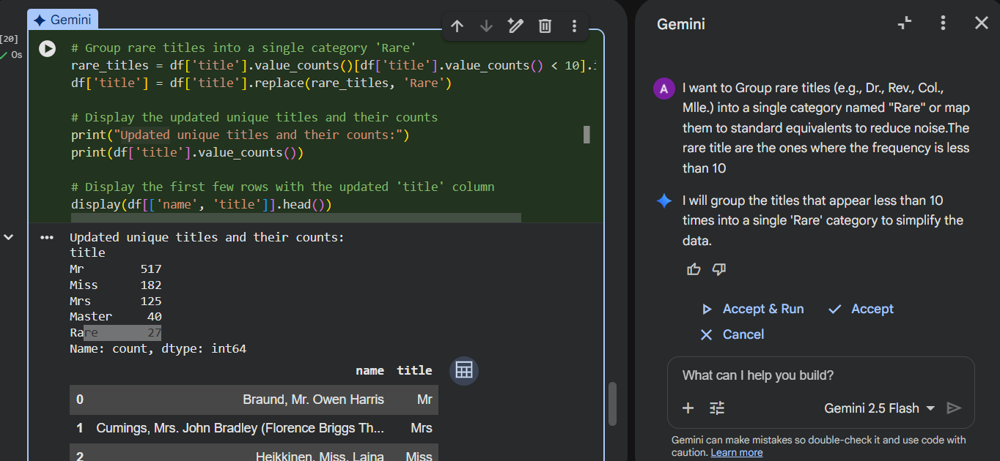 Gemini
[20]
0s
# Group rare titles into a single category 'Rare'
rare_titles = df['title'].value_counts()[df['title'].value_counts() < 10].
df['title'] = df['title'].replace(rare_titles, 'Rare')
# Display the updated unique titles and their counts
print("Updated unique titles and their counts:")
print(df['title'].value_counts())
# Display the first few rows with the updated 'title' column
display(df[['name', 'title']].head())
Updated unique titles and their counts:
title
Mr 517
Miss 182
Mrs 125
Master 40
Rare 27
Name: count, dtype: int64
name title
0 Braund, Mr. Owen Harris Mr
1 Cumings, Mrs. John Bradley (Florence Briggs Th... Mrs
2 Heikkinen, Miss. Laina Miss
Gemini
A
I want to Group rare titles (e.g., Dr., Rev., Col.,
Mlle.) into a single category named "Rare" or map
them to standard equivalents to reduce noise.The
rare title are the ones where the frequency is less
than 10
I will group the titles that appear less than 10
times into a single 'Rare' category to simplify the
data.
Accept & Run Accept
Cancel
What can I help you build?
Gemini 2.5 Flash
Gemini can make mistakes so double-check it and use code with
caution. Learn more